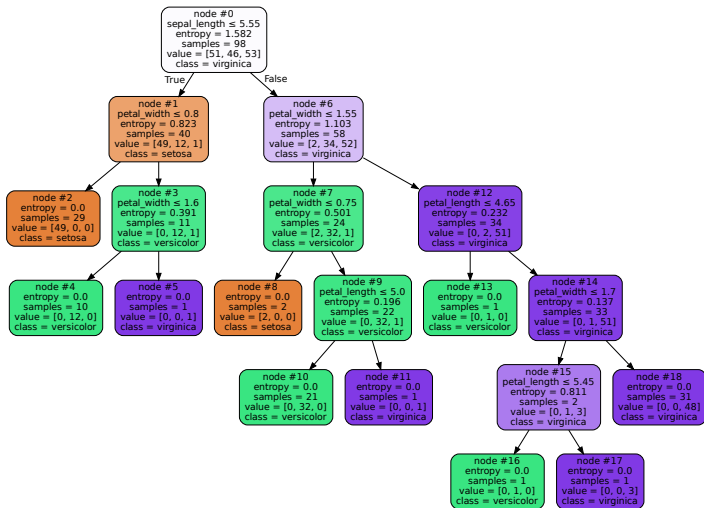 node #0
sepal_length ≤ 5.55
entropy = 1.582
samples = 98
value = [51, 46, 53]
class = virginica
True
False
node #1
petal_width ≤ 0.8
entropy = 0.823
samples = 40
value = [49, 12, 1]
class = setosa
node #6
petal_width ≤ 1.55
entropy = 1.103
samples = 58
value = [2, 34, 52]
class = virginica
node #2
entropy = 0.0
samples = 29
value = [49, 0, 0]
class = setosa
node #3
petal_width ≤ 1.6
entropy = 0.391
samples = 11
value = [0, 12, 1]
class = versicolor
node #7
petal_width ≤ 0.75
entropy = 0.501
samples = 24
value = [2, 32, 1]
class = versicolor
node #12
petal_length ≤ 4.65
entropy = 0.232
samples = 34
value = [0, 2, 51]
class = virginica
node #4
entropy = 0.0
samples = 10
value = [0, 12, 0]
class = versicolor
node #5
entropy = 0.0
samples = 1
value = [0, 0, 1]
class = virginica
node #8
entropy = 0.0
samples = 2
value = [2, 0, 0]
class = setosa
node #9
petal_length ≤ 5.0
entropy = 0.196
samples = 22
value = [0, 32, 1]
class = versicolor
node #13
entropy = 0.0
samples = 1
value = [0, 1, 0]
class = versicolor
node #14
petal_width ≤ 1.7
entropy = 0.137
samples = 33
value = [0, 1, 51]
class = virginica
node #10
entropy = 0.0
samples = 21
value = [0, 32, 0]
class = versicolor
node #11
entropy = 0.0
samples = 1
value = [0, 0, 1]
class = virginica
node #15
petal_length ≤ 5.45
entropy = 0.811
samples = 2
value = [0, 1, 3]
class = virginica
node #18
entropy = 0.0
samples = 31
value = [0, 0, 48]
class = virginica
node #16
entropy = 0.0
samples = 1
value = [0, 1, 0]
class = versicolor
node #17
entropy = 0.0
samples = 1
value = [0, 0, 3]
class = virginica